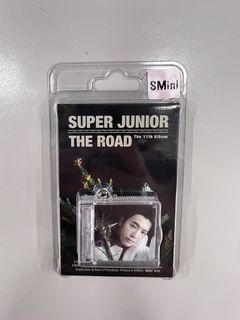 SMini
SUPER JUNIOR
THE ROAD The 11th Album